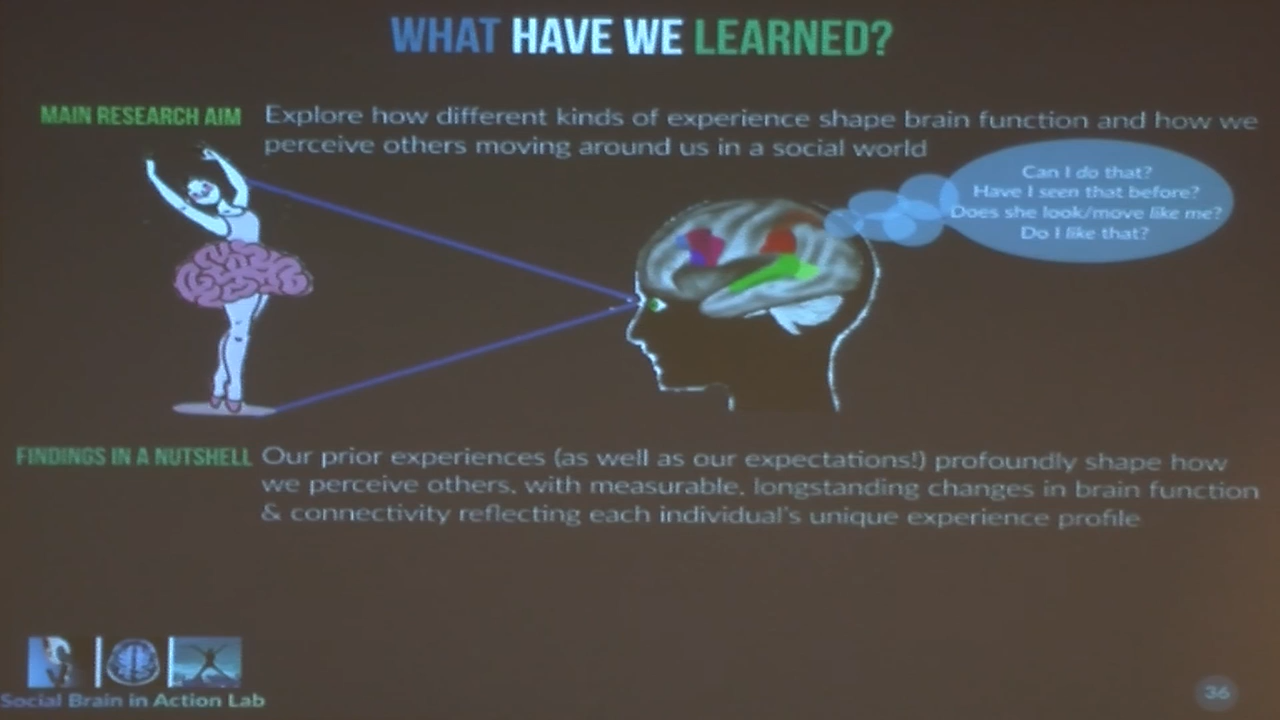 WHAT HAVE WE LEARNED?
MAIN RESEARCH AIM
Explore how different kinds of experience shape brain function and how we
perceive others moving around us in a social world
Can I do that?
Have I seen that before?
Does she look/move like me?
Do I like that?
FINDINGS IN A NUTSHELL
Our prior experiences (as well as our expectations!) profoundly shape how
we perceive others, with measurable, longstanding changes in brain function
& connectivity reflecting each individual's unique experience profile
Social Brain in Action Lab
36